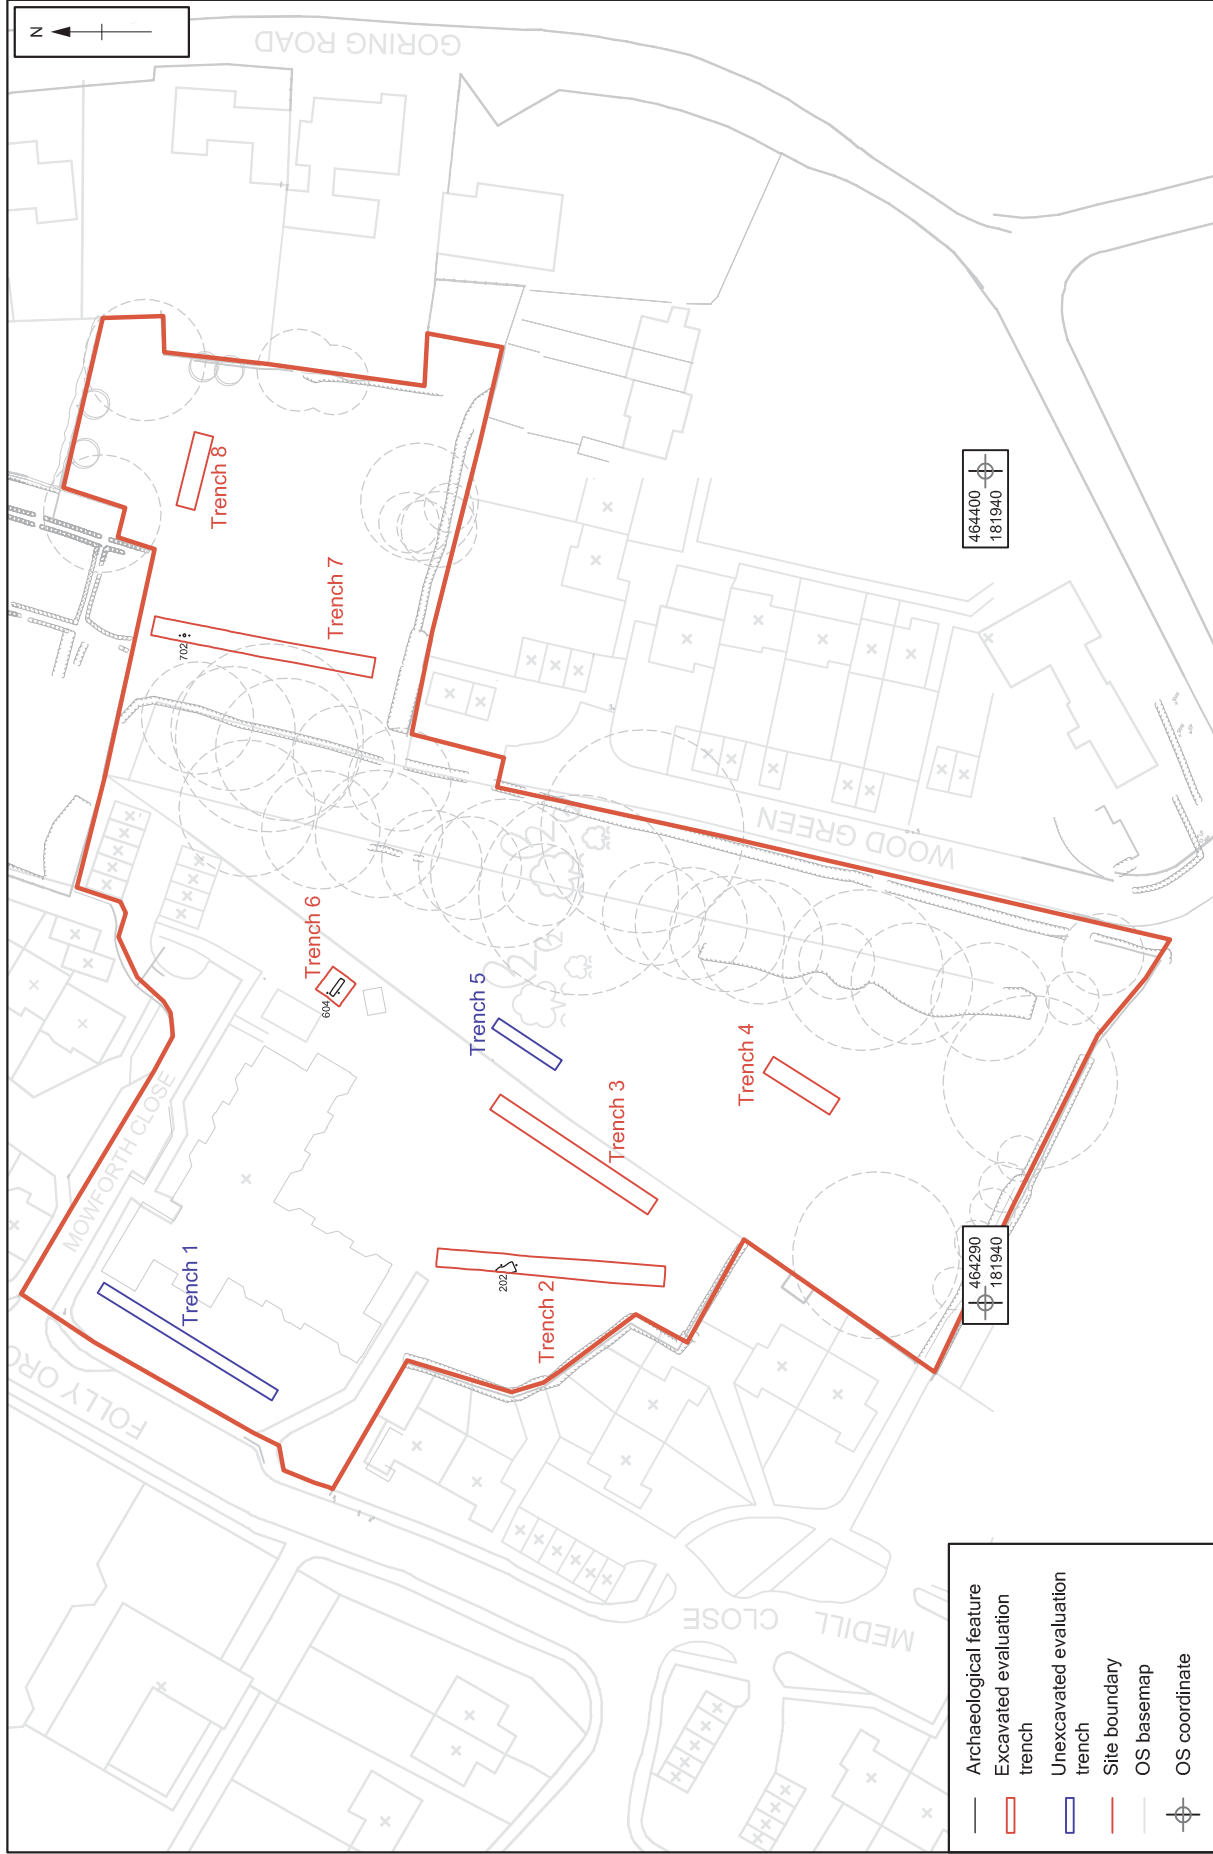 N
GORING ROAD
FOLLY ORC
MOWFORTH CLOSE
WOOD GREEN
MEDILL CLOSE
Trench 1
Trench 2
202
Trench 3
Trench 4
Trench 5
Trench 6
604
Trench 7
702
Trench 8
464400
181940
464290
181940
Archaeological feature
Excavated evaluation
trench
Unexcavated evaluation
trench
Site boundary
OS basemap
OS coordinate